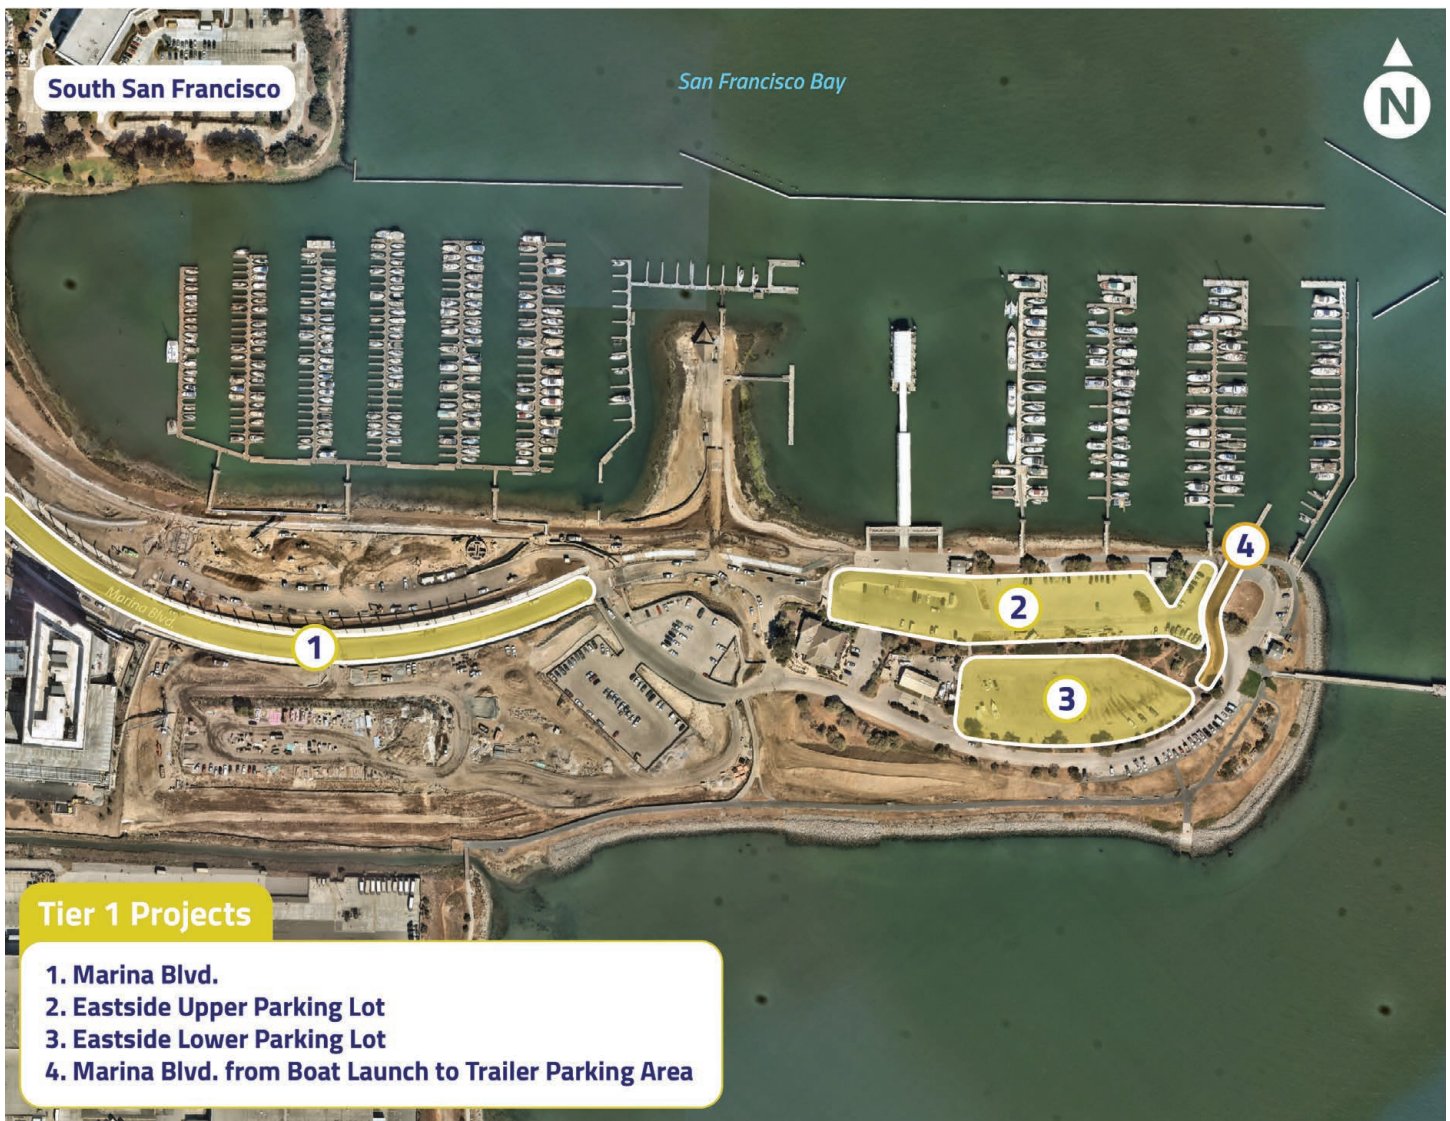 South San Francisco
San Francisco Bay
N
Marina Blvd.
1
2
3
4
Tier 1 Projects
1. Marina Blvd.
2. Eastside Upper Parking Lot
3. Eastside Lower Parking Lot
4. Marina Blvd. from Boat Launch to Trailer Parking Area